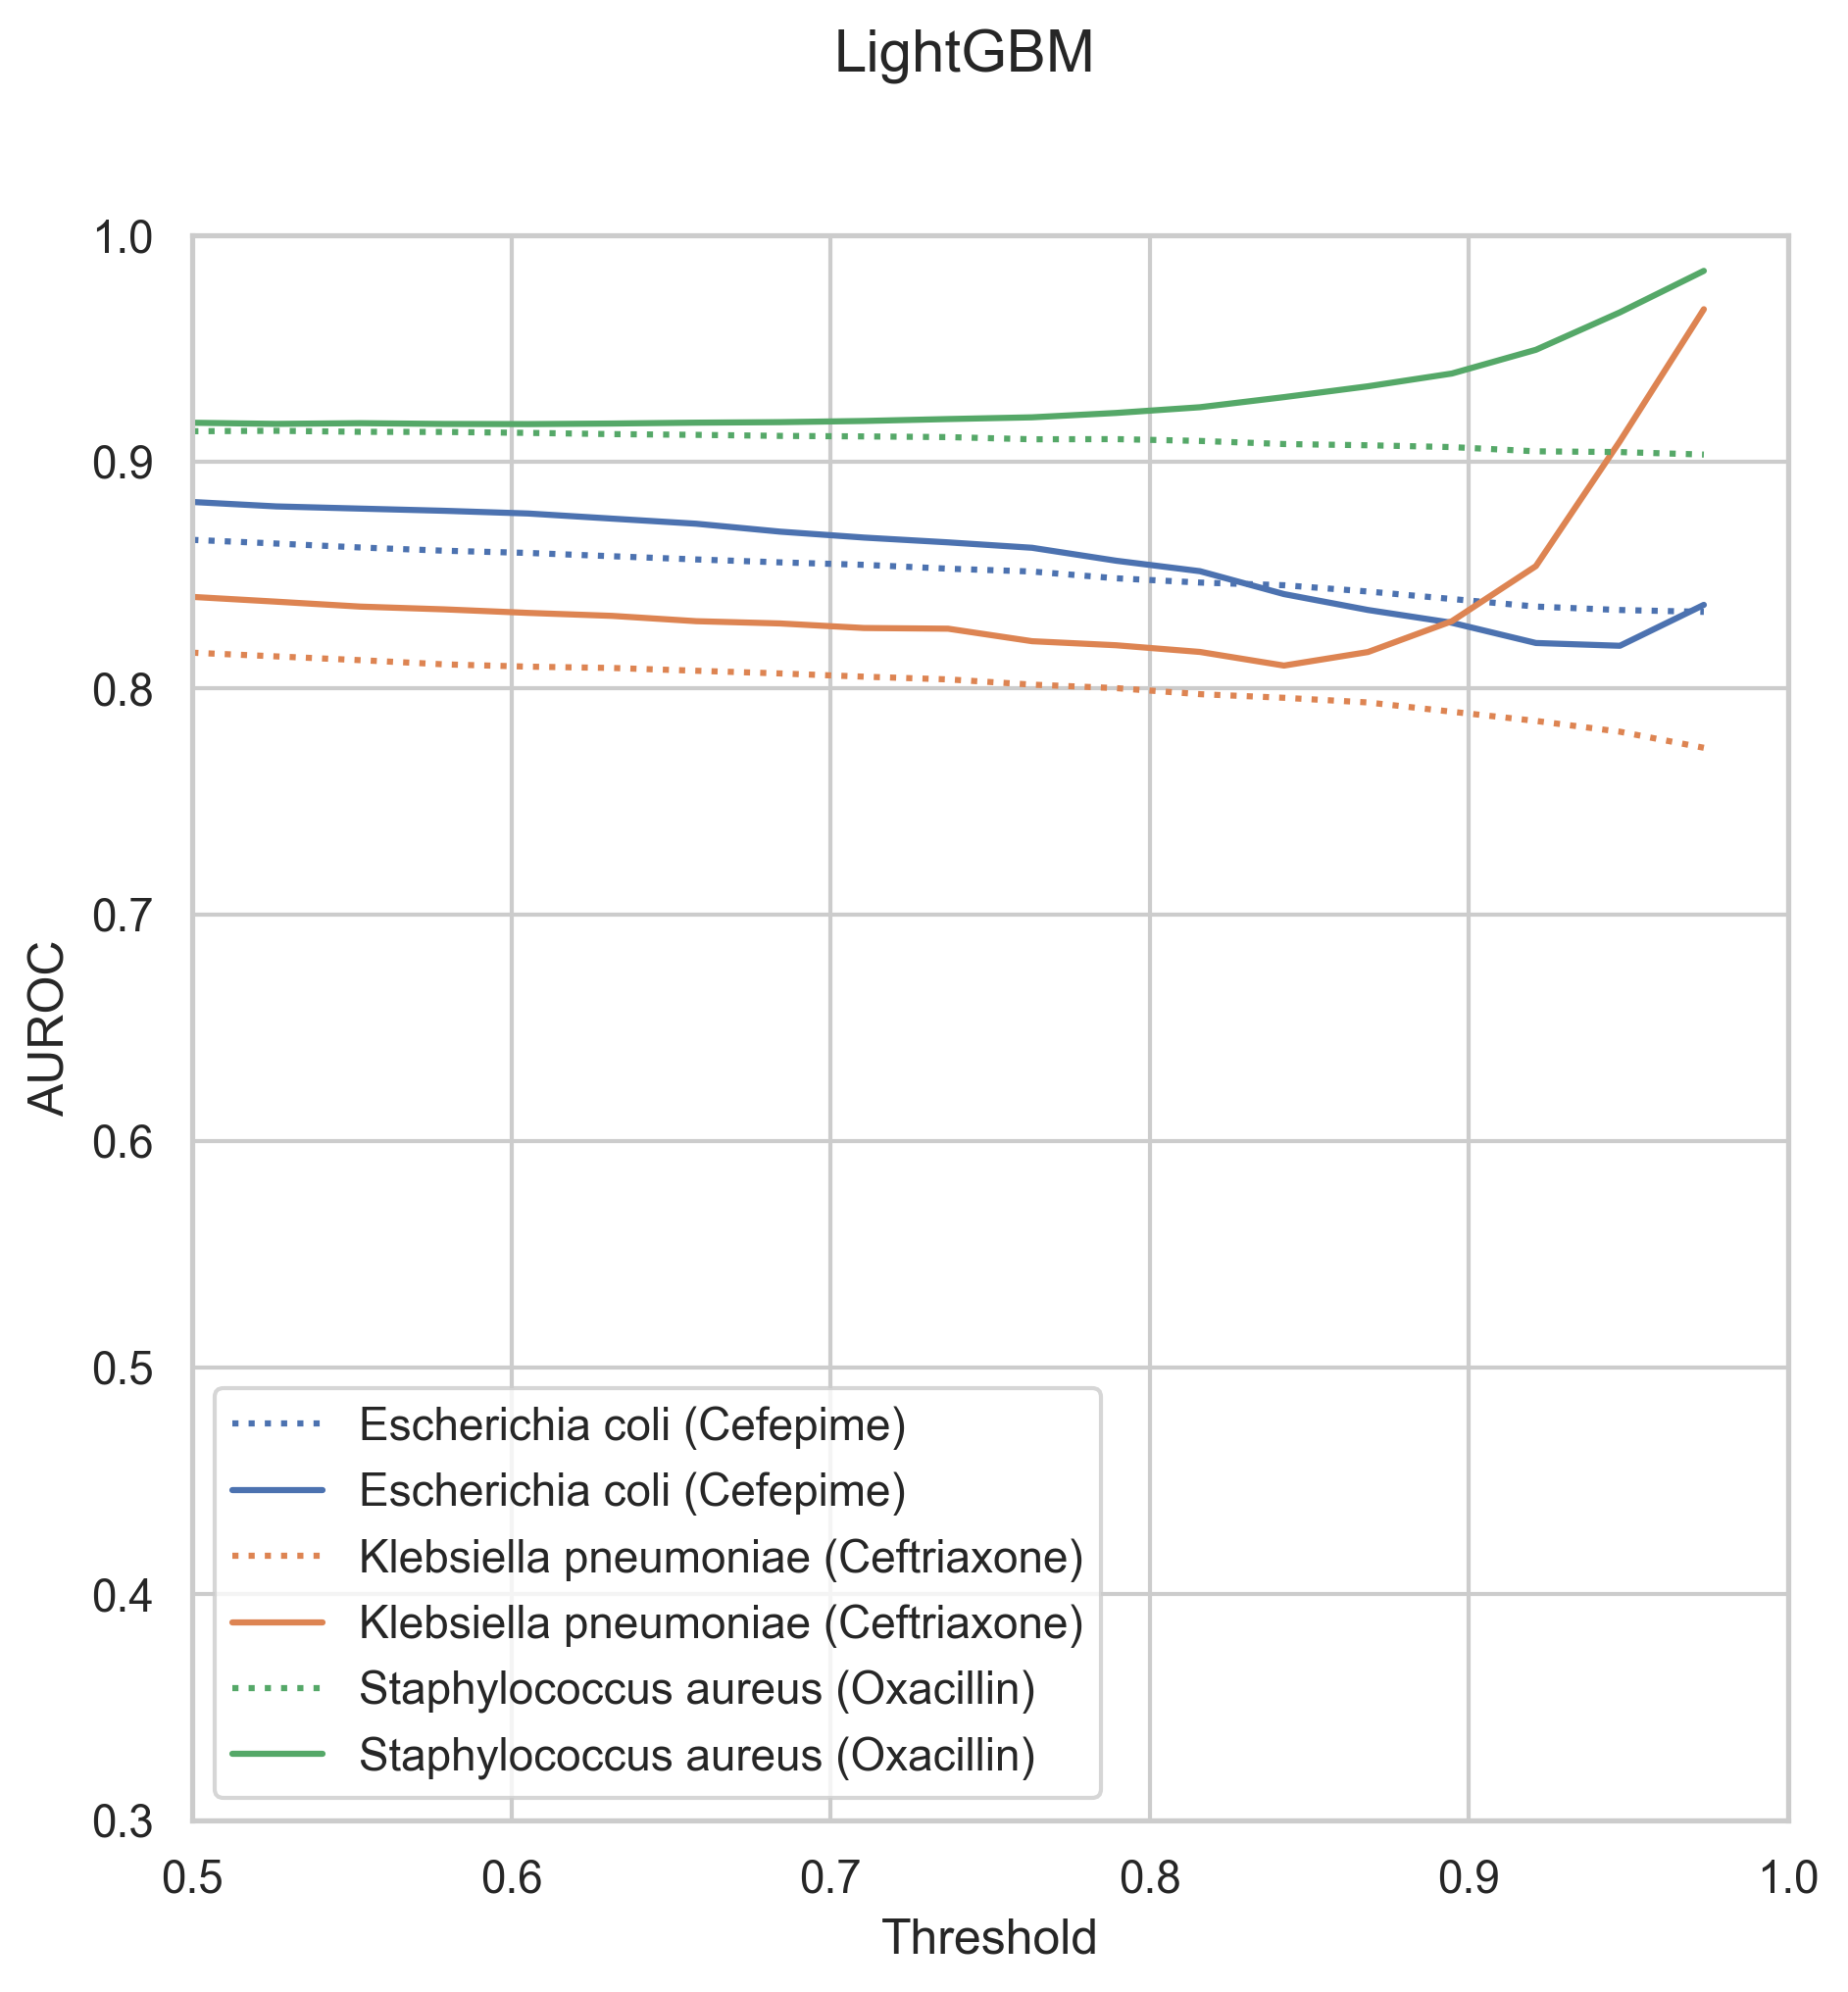 LightGBM
1.0
0.9
0.8
0.7
0.6
0.5
0.4
0.3
AUROC
Escherichia coli (Cefepime)
Escherichia coli (Cefepime)
Klebsiella pneumoniae (Ceftriaxone)
Klebsiella pneumoniae (Ceftriaxone)
Staphylococcus aureus (Oxacillin)
Staphylococcus aureus (Oxacillin)
0.5 0.6 0.7 0.8 0.9 1.0
Threshold